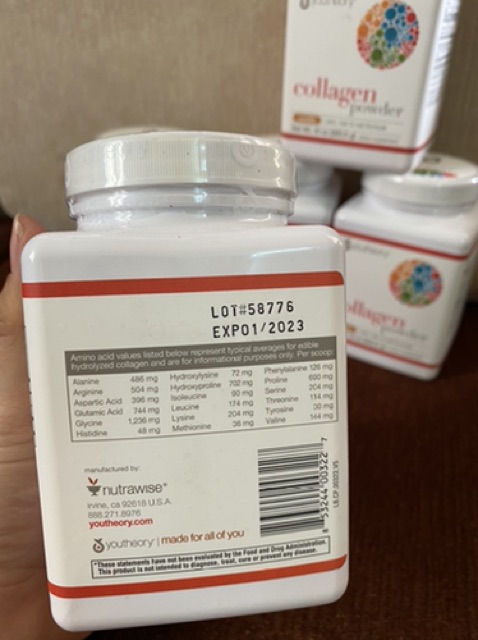 youtheory
collagen
powder
collagen
powder
LOT#58776
EXP01/2023
Amino acid values listed below represent typical averages for edible
hydrolyzed collagen and are for informational purposes only. Per scoop:
Alanine 486 mg Hydroxylysine 72 mg Phenylalanine 126 mg
Arginine 504 mg Hydroxyproline 702 mg Proline 800 mg
Aspartic Acid 396 mg Isoleucine 90 mg Serine 204 mg
Glutamic Acid 744 mg Leucine 174 mg Threonine 114 mg
Glycine 1,236 mg Lysine 204 mg Tyrosine 30 mg
Histidine 48 mg Methionine 36 mg Valine 144 mg
manufactured by:
nutrawise
irvine, ca 92618 U.S.A.
888.271.8976
youtheory.com
youtheory | made for all of you
*These statements have not been evaluated by the Food and Drug Administration.
This product is not intended to diagnose, treat, cure or prevent any disease.
8 53244 00322 7